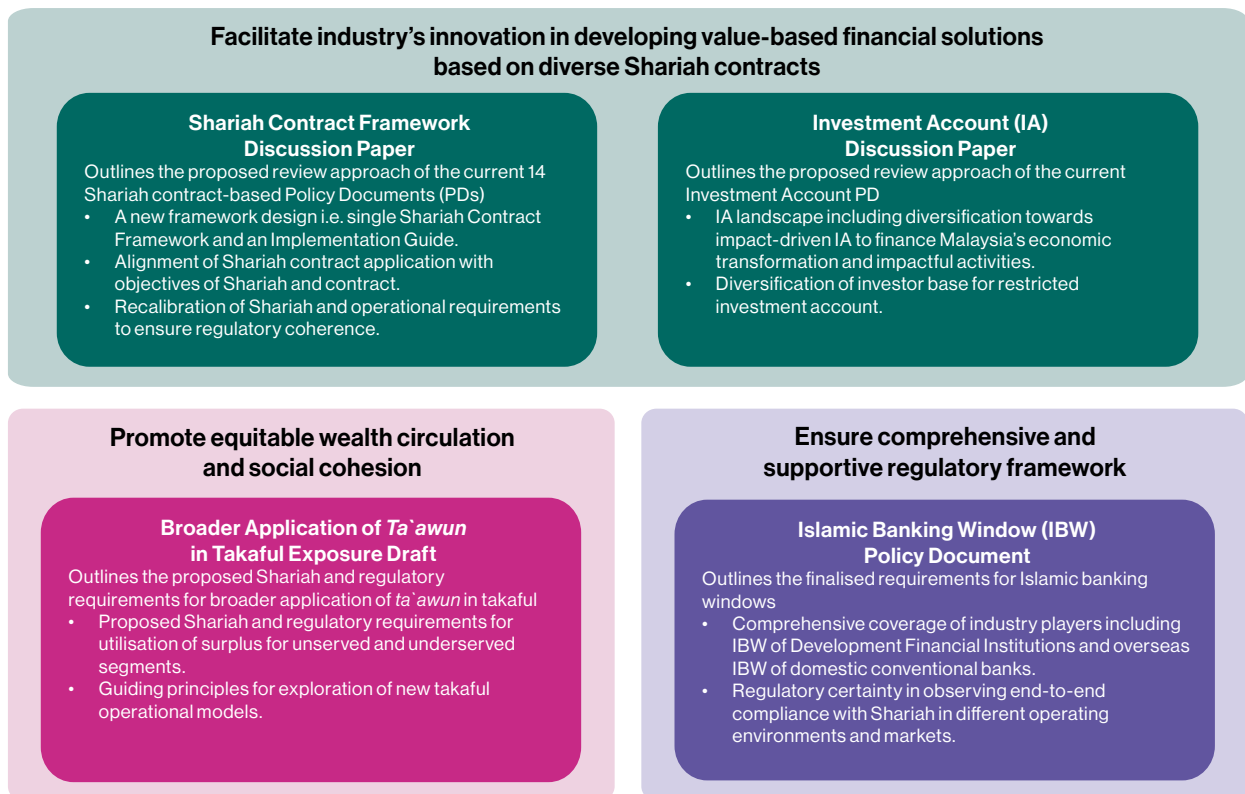 Facilitate industry’s innovation in developing value-based financial solutions
based on diverse Shariah contracts
Shariah Contract Framework
Discussion Paper
Outlines the proposed review approach of the current 14
Shariah contract-based Policy Documents (PDs)
• A new framework design i.e. single Shariah Contract
Framework and an Implementation Guide.
• Alignment of Shariah contract application with
objectives of Shariah and contract.
• Recalibration of Shariah and operational requirements
to ensure regulatory coherence.
Investment Account (IA)
Discussion Paper
Outlines the proposed review approach of the current
Investment Account PD
• IA landscape including diversification towards
impact-driven IA to finance Malaysia’s economic
transformation and impactful activities.
• Diversification of investor base for restricted
investment account.
Promote equitable wealth circulation
and social cohesion
Broader Application of Ta`awun
in Takaful Exposure Draft
Outlines the proposed Shariah and regulatory
requirements for broader application of ta`awun in takaful
• Proposed Shariah and regulatory requirements for
utilisation of surplus for unserved and underserved
segments.
• Guiding principles for exploration of new takaful
operational models.
Ensure comprehensive and
supportive regulatory framework
Islamic Banking Window (IBW)
Policy Document
Outlines the finalised requirements for Islamic banking
windows
• Comprehensive coverage of industry players including
IBW of Development Financial Institutions and overseas
IBW of domestic conventional banks.
• Regulatory certainty in observing end-to-end
compliance with Shariah in different operating
environments and markets.